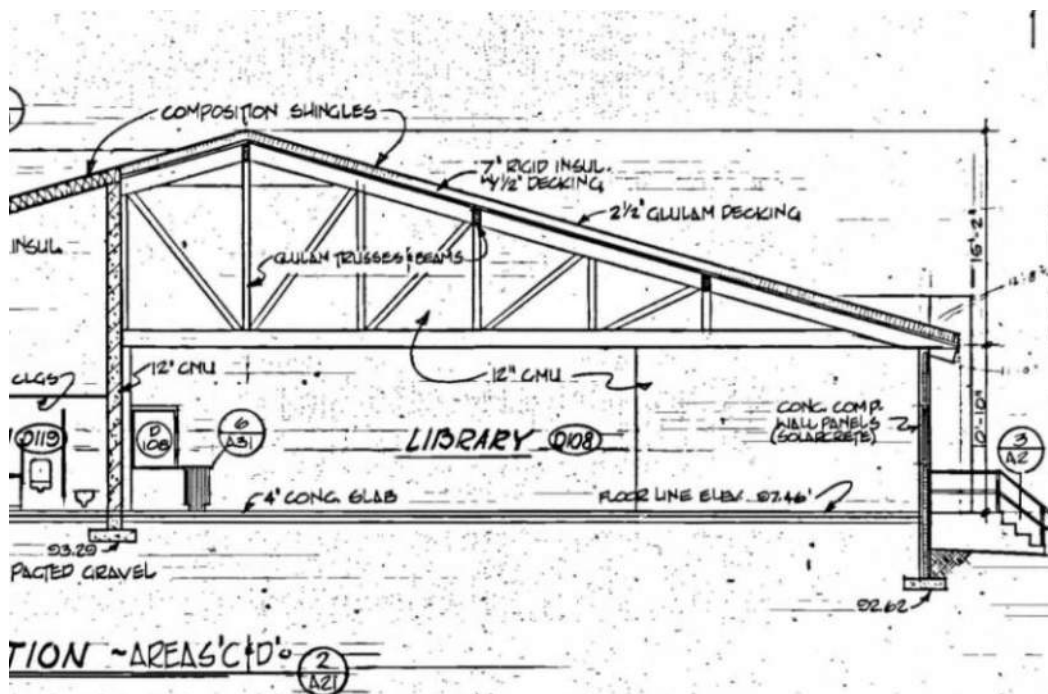 COMPOSITION SHINGLES
7" RIGID INSUL.
W/ 1/2" DECKING
2 1/2" GLULAM DECKING
INSUL
GLULAM TRUSSES & BEAMS
16'-2"
12" CMU
12" CMU
CLGS
D119
D
108
6
A31
LIBRARY D108
CONC. COMP.
WALL PANELS
(SOLARCRETE)
10'-10"
3
A2
4" CONC. SLAB
FLOOR LINE ELEV. 97.46'
93.29
PACTED GRAVEL
92.62
TION ~AREAS 'C' & 'D'
2
A21